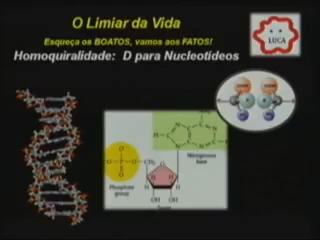 O Limiar da Vida
Esqueça os BOATOS, vamos aos FATOS!
Homoquiralidade: D para Nucleotídeos
LUCA
H
H
P
CH₂
Nitrogenous
base
Phosphate
group
H
H
H
H
OH
OH